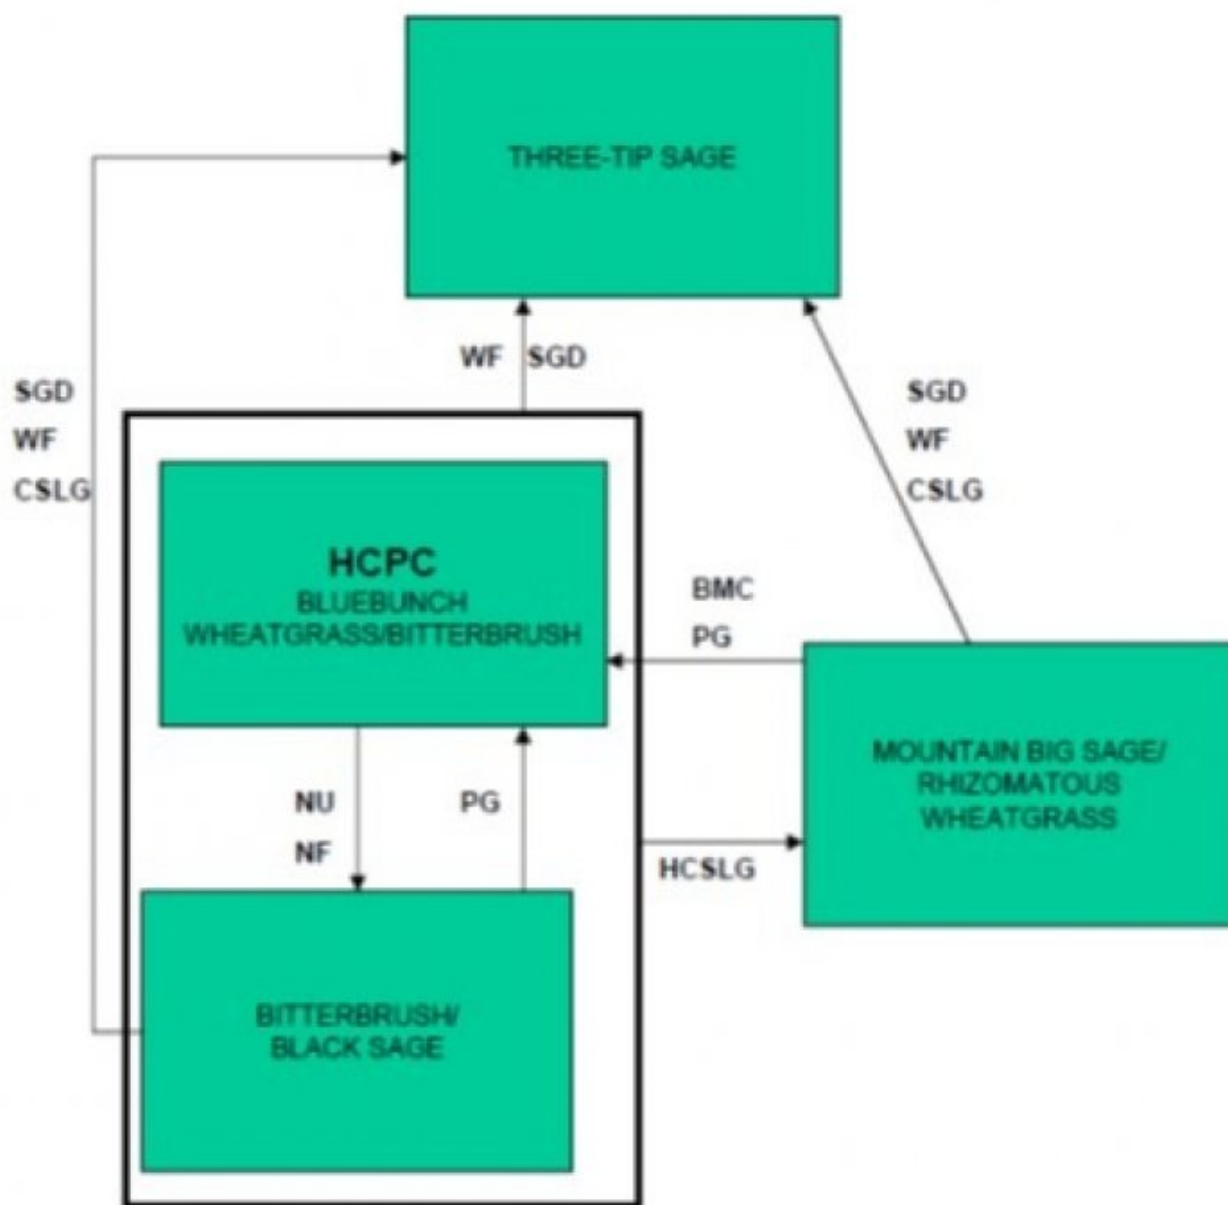 THREE-TIP SAGE
WF SGD
SGD
WF
CSLG
SGD
WF
CSLG
HCPC
BLUEBUNCH
WHEATGRASS/BITTERBRUSH
BMC
PG
MOUNTAIN BIG SAGE/
RHIZOMATOUS
WHEATGRASS
NU
NF
PG
HCSLG
BITTERBRUSH/
BLACK SAGE